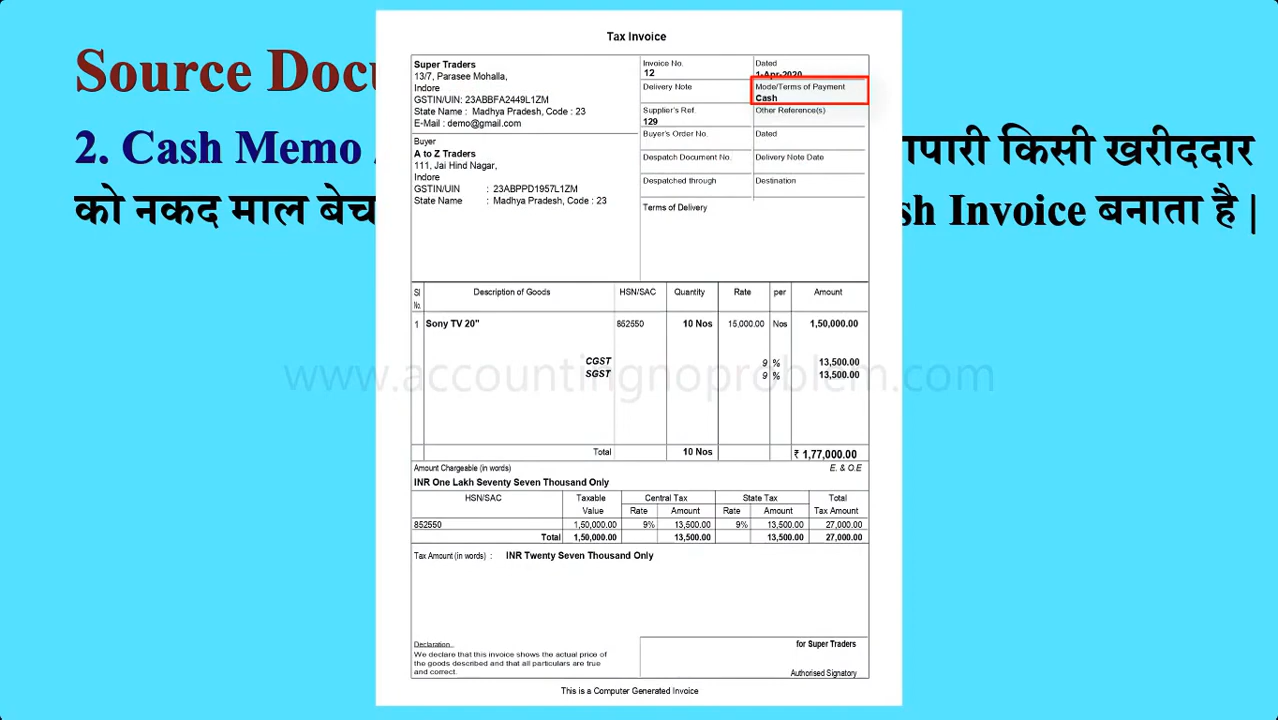 Source Docu
2. Cash Memo
ापारी किसी खरीददार
को नकद माल बेच
sh Invoice बनाता है |
Tax Invoice
Super Traders
13/7, Parasee Mohalla,
Indore
GSTIN/UIN: 23ABBFA2449L1ZM
State Name : Madhya Pradesh, Code : 23
E-Mail : demo@gmail.com
Buyer
A to Z Traders
111, Jai Hind Nagar,
Indore
GSTIN/UIN : 23ABPPD1957L1ZM
State Name : Madhya Pradesh, Code : 23
Invoice No. Dated
12 1-Apr-2020
Delivery Note Mode/Terms of Payment
Cash
Supplier's Ref. Other Reference(s)
129
Buyer's Order No. Dated
Despatch Document No. Delivery Note Date
Despatched through Destination
Terms of Delivery
Sl No. Description of Goods HSN/SAC Quantity Rate per Amount
1 Sony TV 20" 852550 10 Nos 15,000.00 Nos 1,50,000.00
CGST 9 % 13,500.00
SGST 9 % 13,500.00
www.accountingnoproblem.com
Total 10 Nos ₹ 1,77,000.00
Amount Chargeable (in words) E. & O.E
INR One Lakh Seventy Seven Thousand Only
HSN/SAC Taxable Central Tax State Tax Total
Value Rate Amount Rate Amount Tax Amount
852550 1,50,000.00 9% 13,500.00 9% 13,500.00 27,000.00
Total 1,50,000.00 13,500.00 13,500.00 27,000.00
Tax Amount (in words) : INR Twenty Seven Thousand Only
Declaration
We declare that this invoice shows the actual price of
the goods described and that all particulars are true
and correct.
for Super Traders
Authorised Signatory
This is a Computer Generated Invoice